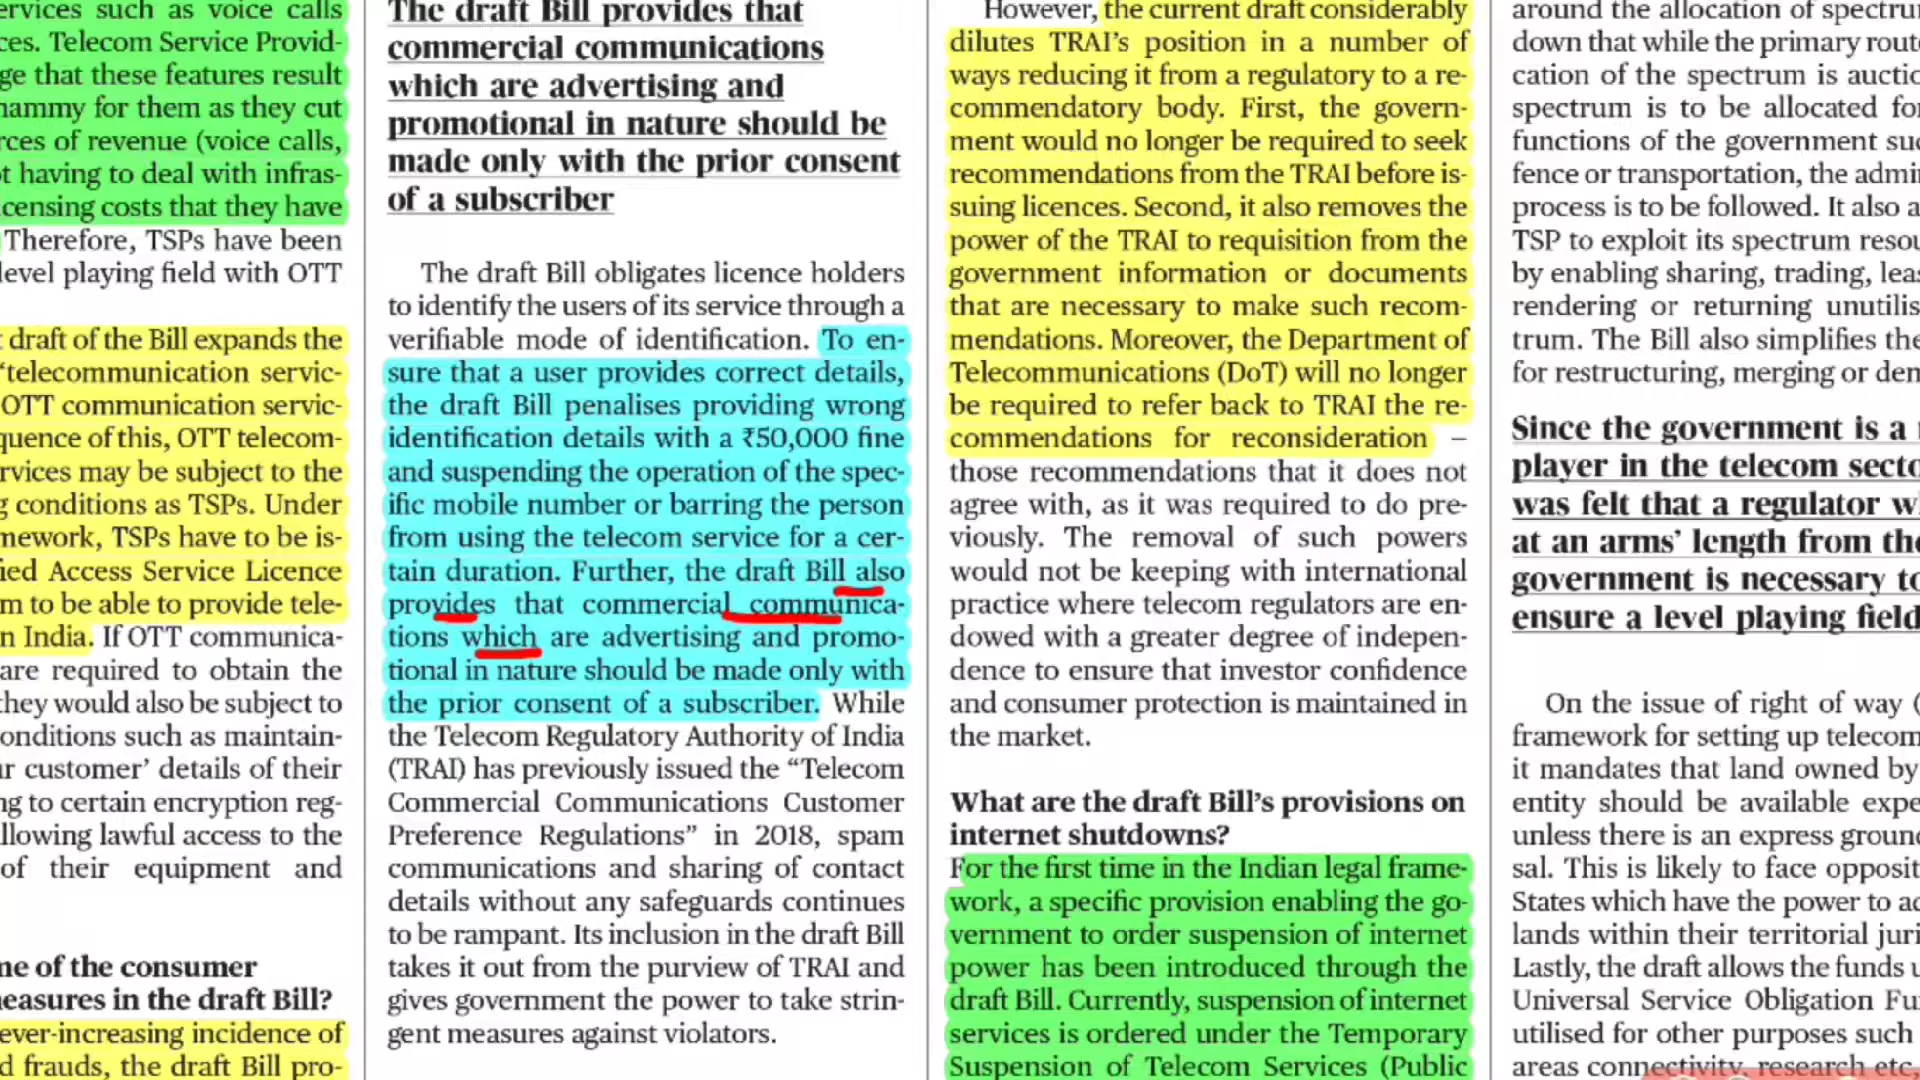 ervices such as voice calls
ces. Telecom Service Provid-
ge that these features result
hammy for them as they cut
rces of revenue (voice calls,
t having to deal with infras-
censing costs that they have
Therefore, TSPs have been
level playing field with OTT
draft of the Bill expands the
“telecommunication servic-
OTT communication servic-
quence of this, OTT telecom-
rvices may be subject to the
g conditions as TSPs. Under
mework, TSPs have to be is-
fied Access Service Licence
m to be able to provide tele-
n India. If OTT communica-
are required to obtain the
they would also be subject to
onditions such as maintain-
ur customer’ details of their
ng to certain encryption reg-
llowing lawful access to the
of their equipment and
me of the consumer
measures in the draft Bill?
ever-increasing incidence of
d frauds, the draft Bill pro-
The draft Bill provides that
commercial communications
which are advertising and
promotional in nature should be
made only with the prior consent
of a subscriber
The draft Bill obligates licence holders
to identify the users of its service through a
verifiable mode of identification. To en-
sure that a user provides correct details,
the draft Bill penalises providing wrong
identification details with a ₹50,000 fine
and suspending the operation of the spec-
ific mobile number or barring the person
from using the telecom service for a cer-
tain duration. Further, the draft Bill also
provides that commercial communica-
tions which are advertising and promo-
tional in nature should be made only with
the prior consent of a subscriber. While
the Telecom Regulatory Authority of India
(TRAI) has previously issued the “Telecom
Commercial Communications Customer
Preference Regulations” in 2018, spam
communications and sharing of contact
details without any safeguards continues
to be rampant. Its inclusion in the draft Bill
takes it out from the purview of TRAI and
gives government the power to take strin-
gent measures against violators.
However, the current draft considerably
dilutes TRAI’s position in a number of
ways reducing it from a regulatory to a re-
commendatory body. First, the govern-
ment would no longer be required to seek
recommendations from the TRAI before is-
suing licences. Second, it also removes the
power of the TRAI to requisition from the
government information or documents
that are necessary to make such recom-
mendations. Moreover, the Department of
Telecommunications (DoT) will no longer
be required to refer back to TRAI the re-
commendations for reconsideration –
those recommendations that it does not
agree with, as it was required to do pre-
viously. The removal of such powers
would not be keeping with international
practice where telecom regulators are en-
dowed with a greater degree of indepen-
dence to ensure that investor confidence
and consumer protection is maintained in
the market.
What are the draft Bill’s provisions on
internet shutdowns?
For the first time in the Indian legal frame-
work, a specific provision enabling the go-
vernment to order suspension of internet
power has been introduced through the
draft Bill. Currently, suspension of internet
services is ordered under the Temporary
Suspension of Telecom Services (Public
around the allocation of spectru
down that while the primary rout
cation of the spectrum is auctio
spectrum is to be allocated for
functions of the government suc
fence or transportation, the admin
process is to be followed. It also a
TSP to exploit its spectrum resou
by enabling sharing, trading, leas
rendering or returning unutilis
trum. The Bill also simplifies the
for restructuring, merging or dem
Since the government is a
player in the telecom secto
was felt that a regulator w
at an arms’ length from the
government is necessary to
ensure a level playing field
On the issue of right of way (
framework for setting up telecom
it mandates that land owned by
entity should be available expe
unless there is an express ground
sal. This is likely to face opposit
States which have the power to ac
lands within their territorial juri
Lastly, the draft allows the funds u
Universal Service Obligation Fu
utilised for other purposes such
areas connectivity, research etc.